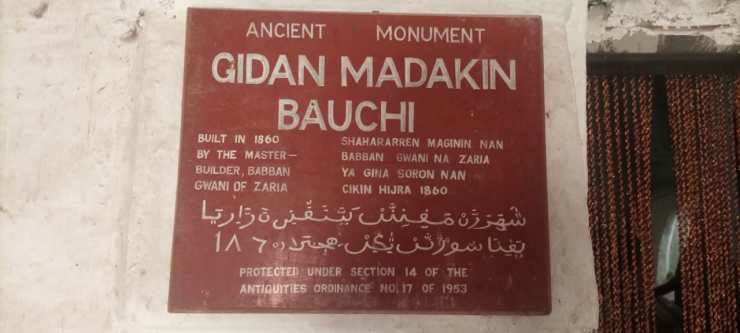 ANCIENT MONUMENT
GIDAN MADAKIN
BAUCHI
BUILT IN 1860
BY THE MASTER-
BUILDER, BABBAN
GWANI OF ZARIA
SHAHARARREN MAGININ NAN
BABBAN GWANI NA ZARIA
YA GINA SORON NAN
CIKIN HIJRA 1860
١٨٦٠
PROTECTED UNDER SECTION 14 OF THE
ANTIQUITIES ORDINANCE NO. 17 OF 1953